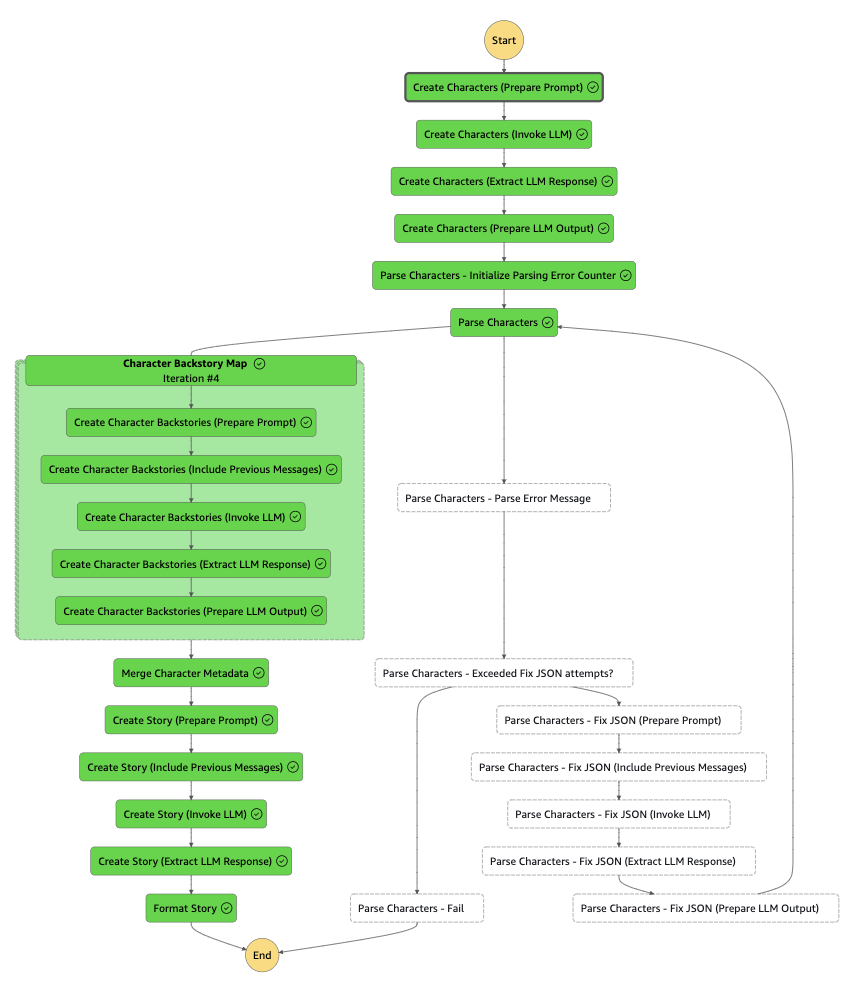 Start
Create Characters (Prepare Prompt)
Create Characters (Invoke LLM)
Create Characters (Extract LLM Response)
Create Characters (Prepare LLM Output)
Parse Characters - Initialize Parsing Error Counter
Parse Characters
Character Backstory Map
Iteration #4
Create Character Backstories (Prepare Prompt)
Create Character Backstories (Include Previous Messages)
Create Character Backstories (Invoke LLM)
Create Character Backstories (Extract LLM Response)
Create Character Backstories (Prepare LLM Output)
Merge Character Metadata
Create Story (Prepare Prompt)
Create Story (Include Previous Messages)
Create Story (Invoke LLM)
Create Story (Extract LLM Response)
Format Story
Parse Characters - Parse Error Message
Parse Characters - Exceeded Fix JSON attempts?
Parse Characters - Fix JSON (Prepare Prompt)
Parse Characters - Fix JSON (Include Previous Messages)
Parse Characters - Fix JSON (Invoke LLM)
Parse Characters - Fix JSON (Extract LLM Response)
Parse Characters - Fail
Parse Characters - Fix JSON (Prepare LLM Output)
End